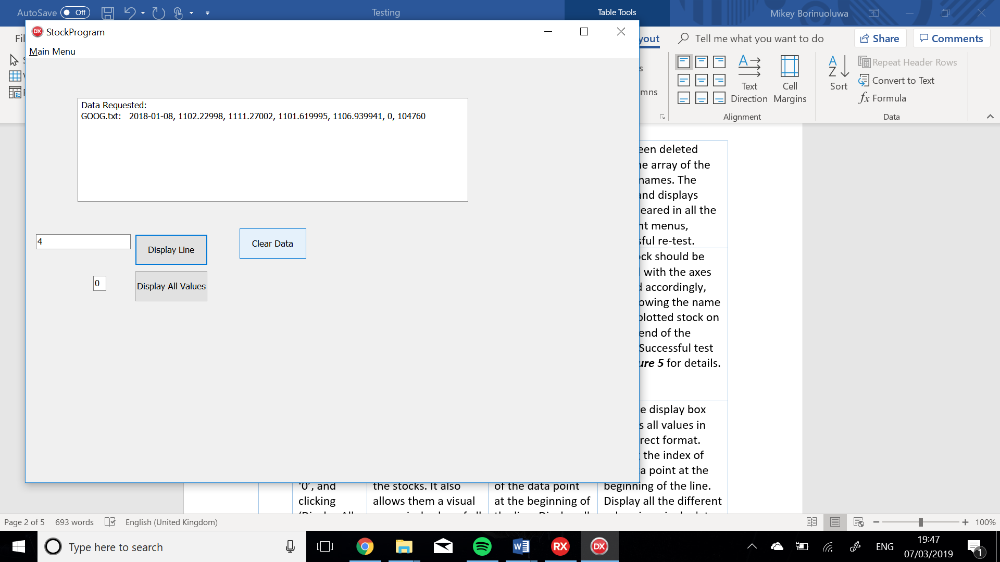 AutoSave Off
Testing
Table Tools
Mikey Borinuoluwa
StockProgram
Main Menu
Fil
yout
Tell me what you want to do
Share
Comments
Text
Direction
Cell
Margins
Alignment
Sort
Repeat Header Rows
Convert to Text
Formula
Data
s
mns
Data Requested:
GOOG.txt: 2018-01-08, 1102.22998, 1111.27002, 1101.619995, 1106.939941, 0, 104760
4
Display Line
Clear Data
0
Display All Values
een deleted
e array of the
names. The
and displays
eared in all the
nt menus,
sful re-test.
ck should be
with the axes
d accordingly,
owing the name
plotted stock on
end of the
Successful test
ure 5 for details.
e display box
s all values in
rect format.
the index of
a point at the
beginning of the line.
Display all the different
'0', and
clicking
the stocks. It also
allows them a visual
of the data point
at the beginning of
Page 2 of 5 693 words English (United Kingdom)
100%
Type here to search
DX
RX
DX
ENG
19:47
07/03/2019
1